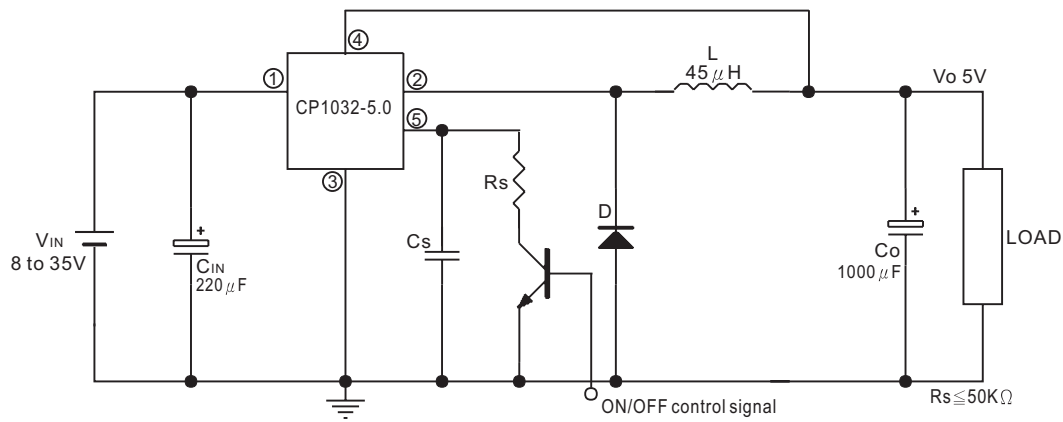 ④
L
45μH
Vo 5V
①
②
CP1032-5.0
⑤
③
Rs
D
+
+
VIN
8 to 35V
CIN
220μF
Cs
Co
1000μF
LOAD
Rs≦50KΩ
ON/OFF control signal